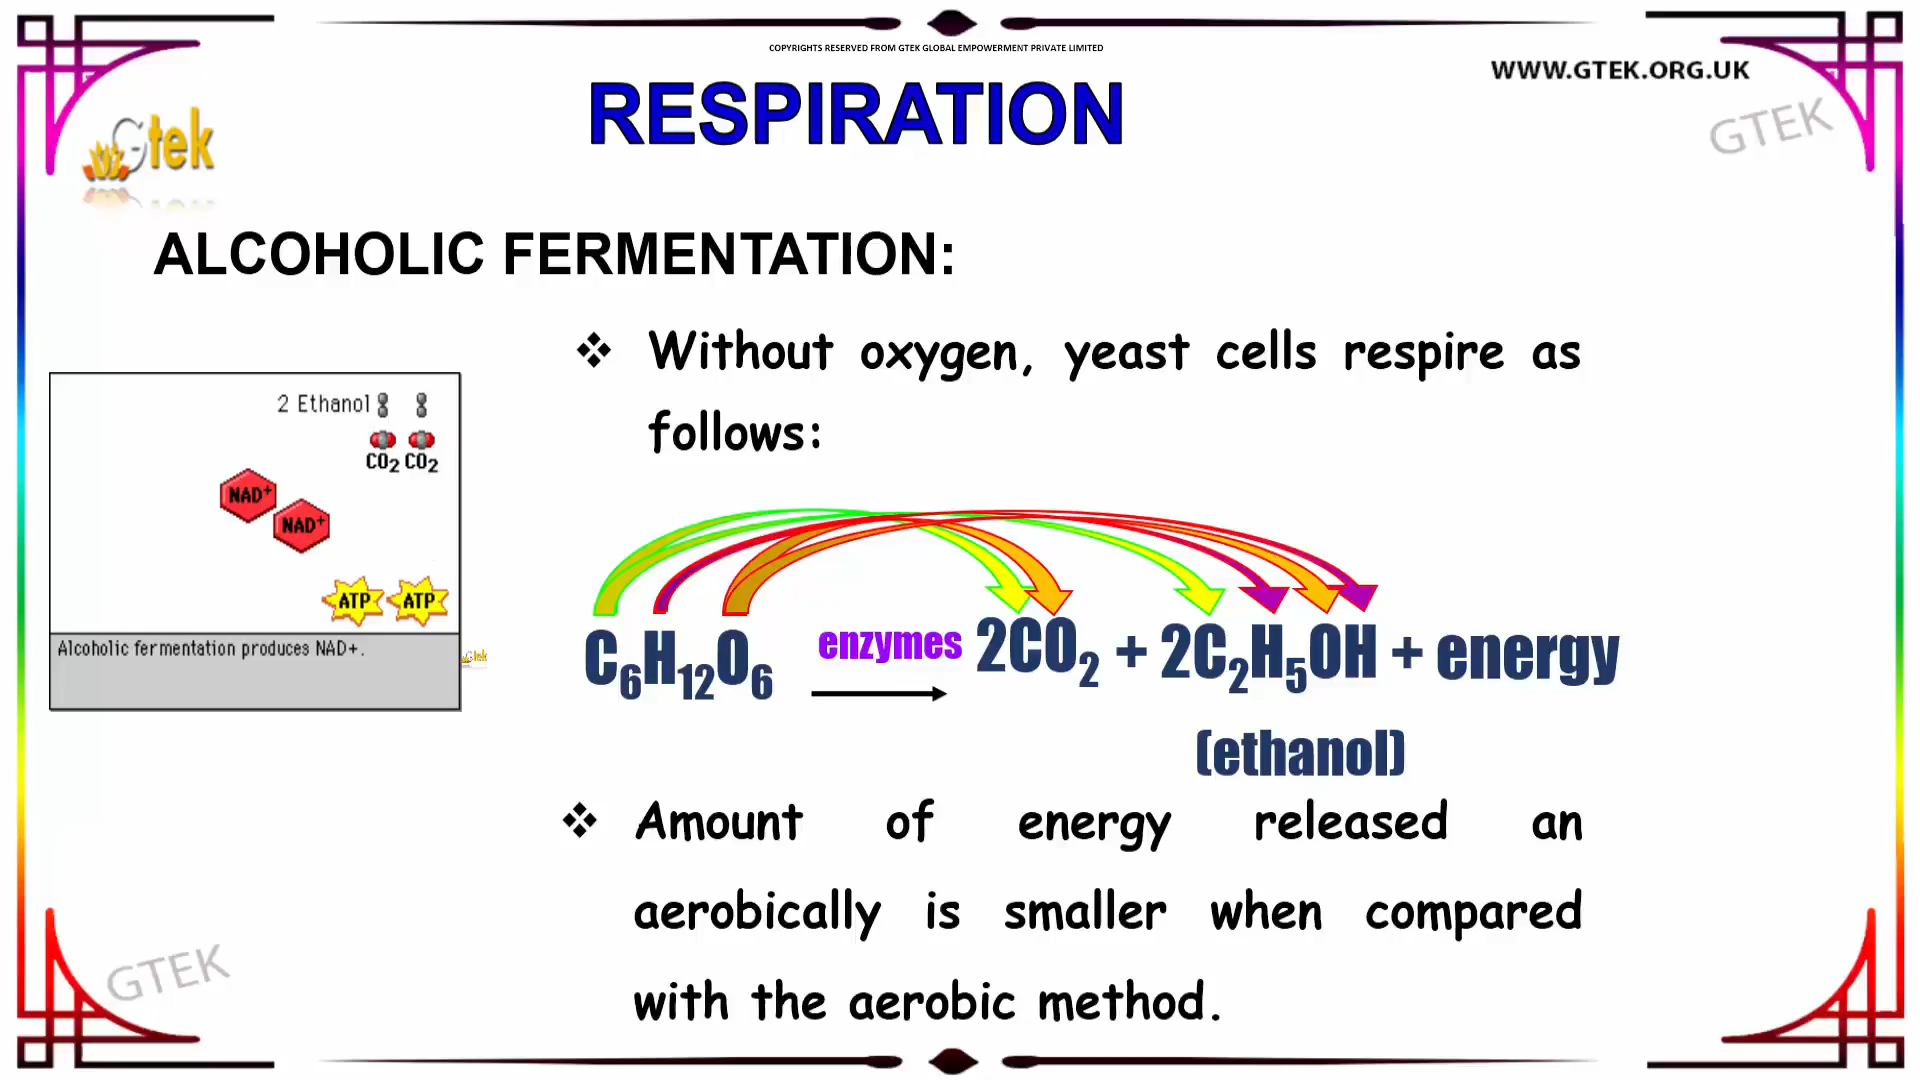 COPYRIGHTS RESERVED FROM GTEK GLOBAL EMPOWERMENT PRIVATE LIMITED
WWW.GTEK.ORG.UK
RESPIRATION
GTEK
Gtek
ALCOHOLIC FERMENTATION:
❖ Without oxygen, yeast cells respire as
follows:
2 Ethanol
CO₂ CO₂
NAD⁺
NAD⁺
ATP ATP
Alcoholic fermentation produces NAD+.
Gtek
C₆H₁₂O₆ enzymes 2CO₂ + 2C₂H₅OH + energy
(ethanol)
❖ Amount of energy released an
aerobically is smaller when compared
with the aerobic method.
GTEK